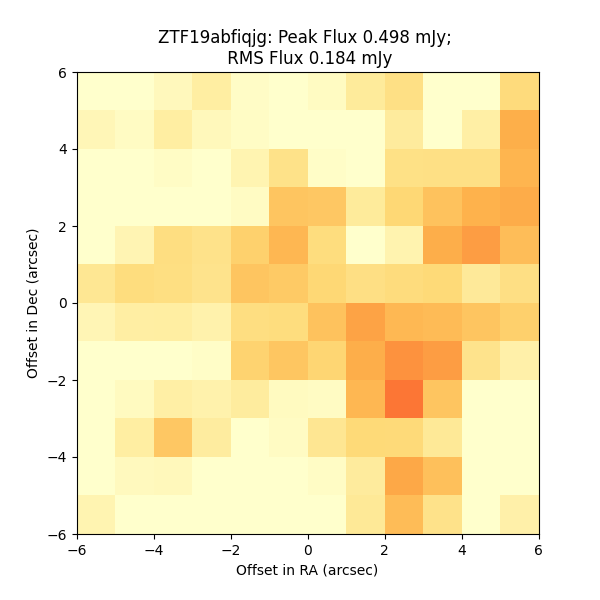 ZTF19abfiqjg: Peak Flux 0.498 mJy;
RMS Flux 0.184 mJy
6
4
2
0
−2
−4
−6
Offset in Dec (arcsec)
−6 −4 −2 0 2 4 6
Offset in RA (arcsec)